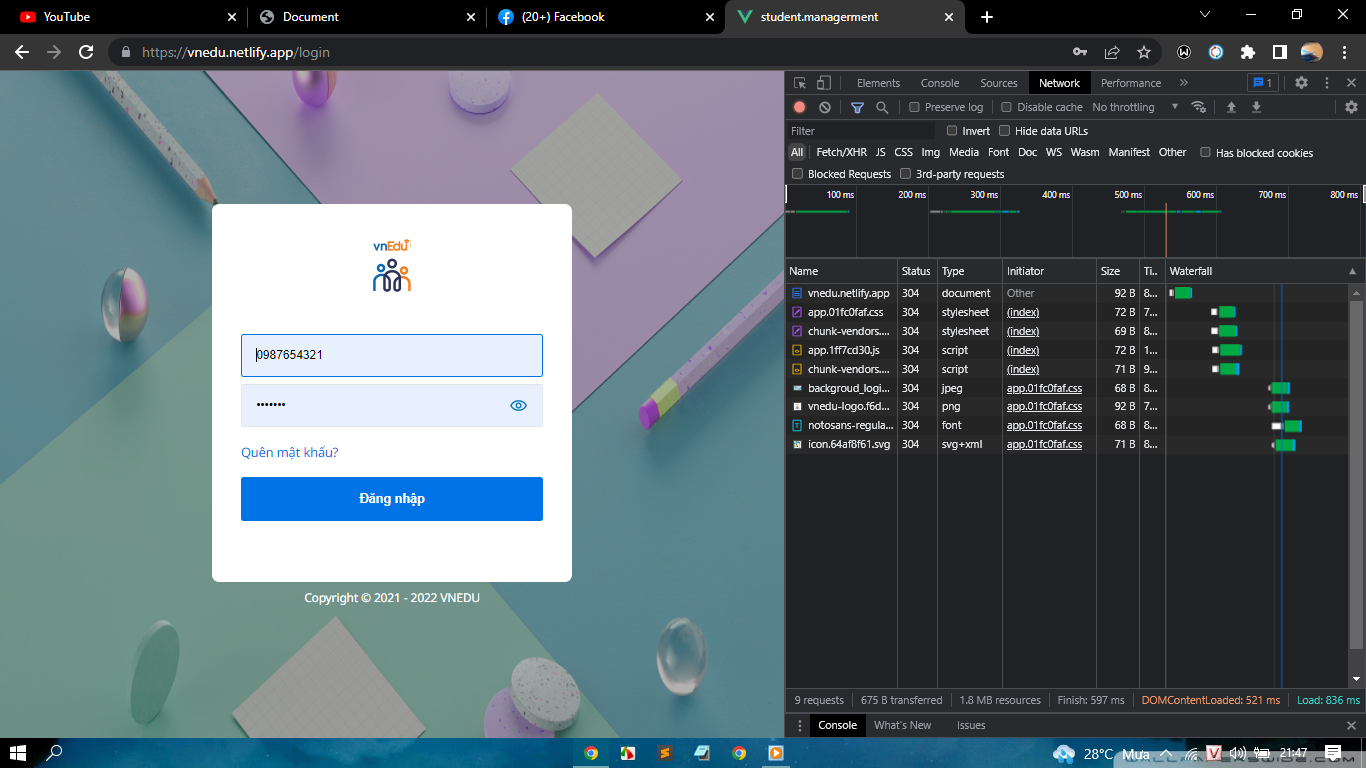 YouTube
Document
(20+) Facebook
student.managerment
https://vnedu.netlify.app/login
vnEdu
0987654321
•••••••
Quên mật khẩu?
Đăng nhập
Copyright © 2021 - 2022 VNEDU
Elements Console Sources Network Performance » 1
Preserve log Disable cache No throttling
Filter Invert Hide data URLs
All Fetch/XHR JS CSS Img Media Font Doc WS Wasm Manifest Other Has blocked cookies
Blocked Requests 3rd-party requests
100 ms 200 ms 300 ms 400 ms 500 ms 600 ms 700 ms 800 ms
Name Status Type Initiator Size Ti.. Waterfall
vnedu.netlify.app 304 document Other 92 B 8...
app.01fc0faf.css 304 stylesheet (index) 72 B 7...
chunk-vendors.... 304 stylesheet (index) 69 B 8...
app.1ff7cd30.js 304 script (index) 72 B 1...
chunk-vendors.... 304 script (index) 71 B 9...
backgroud_logi... 304 jpeg app.01fc0faf.css 68 B 8...
vnedu-logo.f6d... 304 png app.01fc0faf.css 92 B 7...
notosans-regula... 304 font app.01fc0faf.css 68 B 8...
icon.64af8f61.svg 304 svg+xml app.01fc0faf.css 71 B 8...
9 requests 675 B transferred 1.8 MB resources Finish: 597 ms DOMContentLoaded: 521 ms Load: 836 ms
Console What's New Issues
28°C Mưa V 21:47